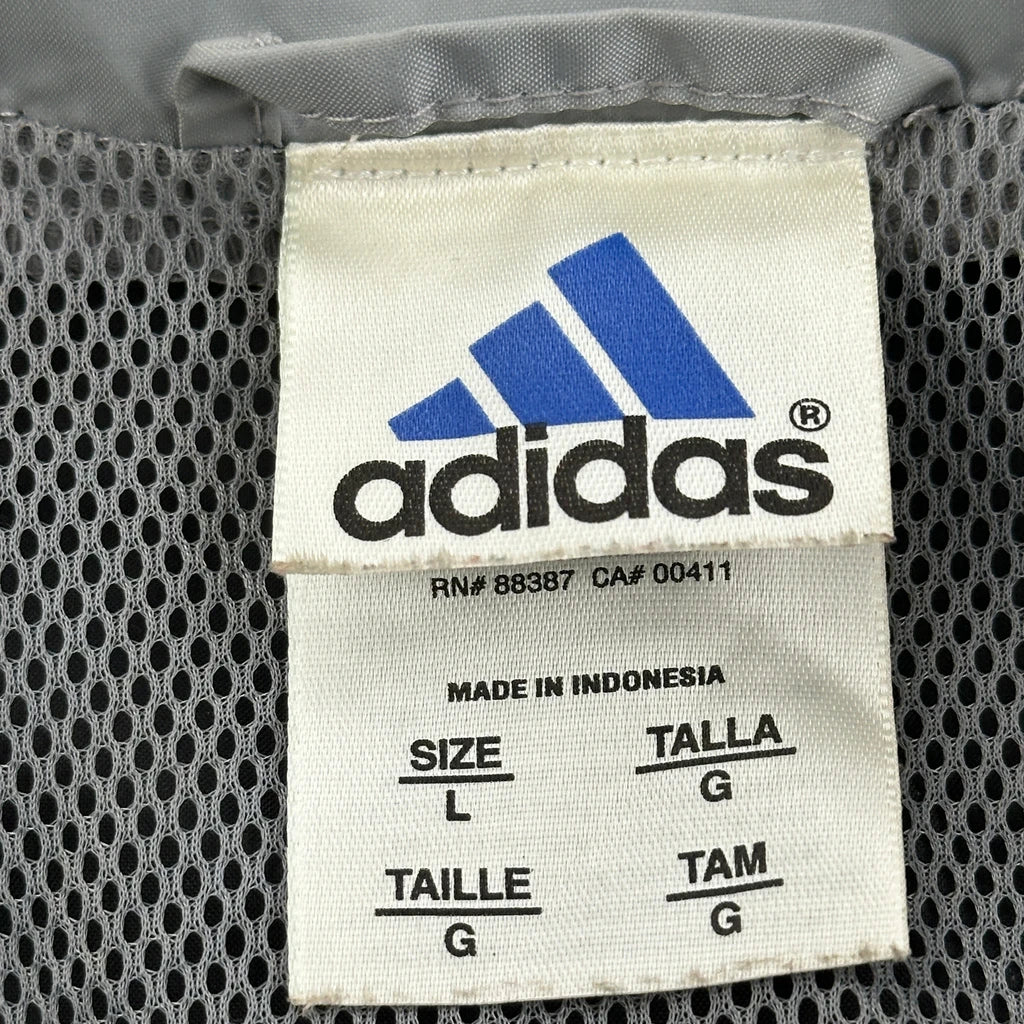 adidas®
RN# 88387 CA# 00411
MADE IN INDONESIA
SIZE TALLA
L G
TAILLE TAM
G G